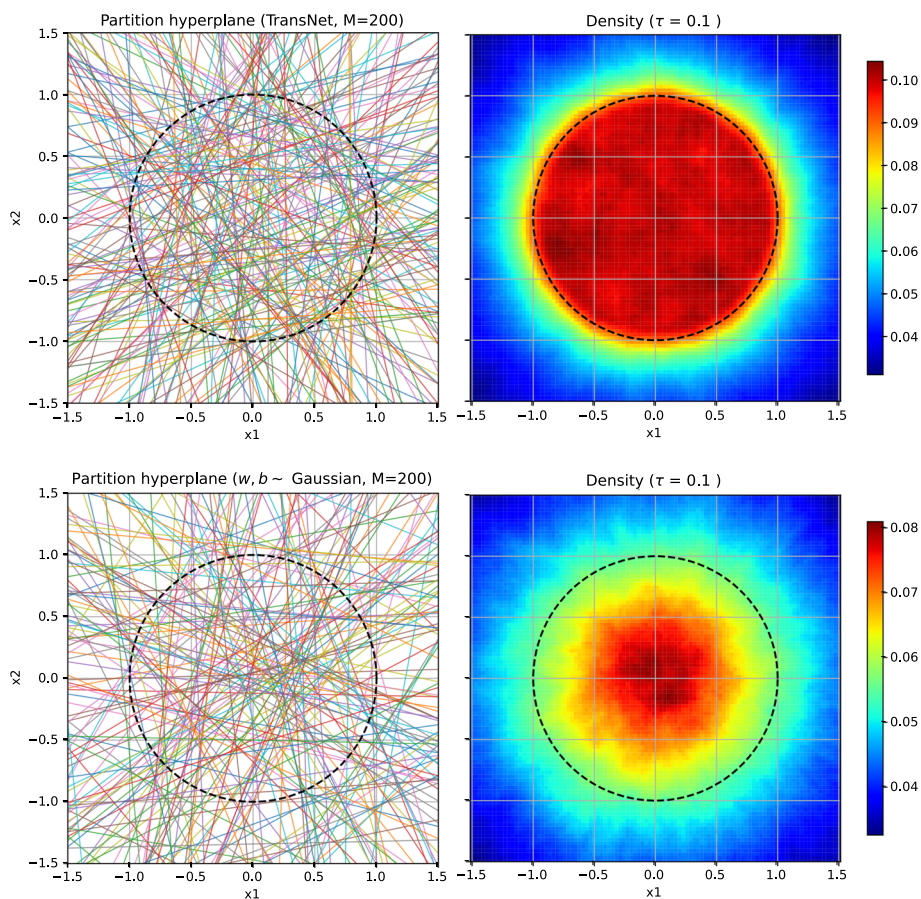 Partition hyperplane (TransNet, M=200)
Density (τ = 0.1 )
1.5
1.0
0.5
0.0
−0.5
−1.0
−1.5
x2
−1.5 −1.0 −0.5 0.0 0.5 1.0 1.5
x1
−1.5 −1.0 −0.5 0.0 0.5 1.0 1.5
x1
0.10
0.09
0.08
0.07
0.06
0.05
0.04
Partition hyperplane (w, b ~ Gaussian, M=200)
Density (τ = 0.1 )
1.5
1.0
0.5
0.0
−0.5
−1.0
−1.5
x2
−1.5 −1.0 −0.5 0.0 0.5 1.0 1.5
x1
−1.5 −1.0 −0.5 0.0 0.5 1.0 1.5
x1
0.08
0.07
0.06
0.05
0.04